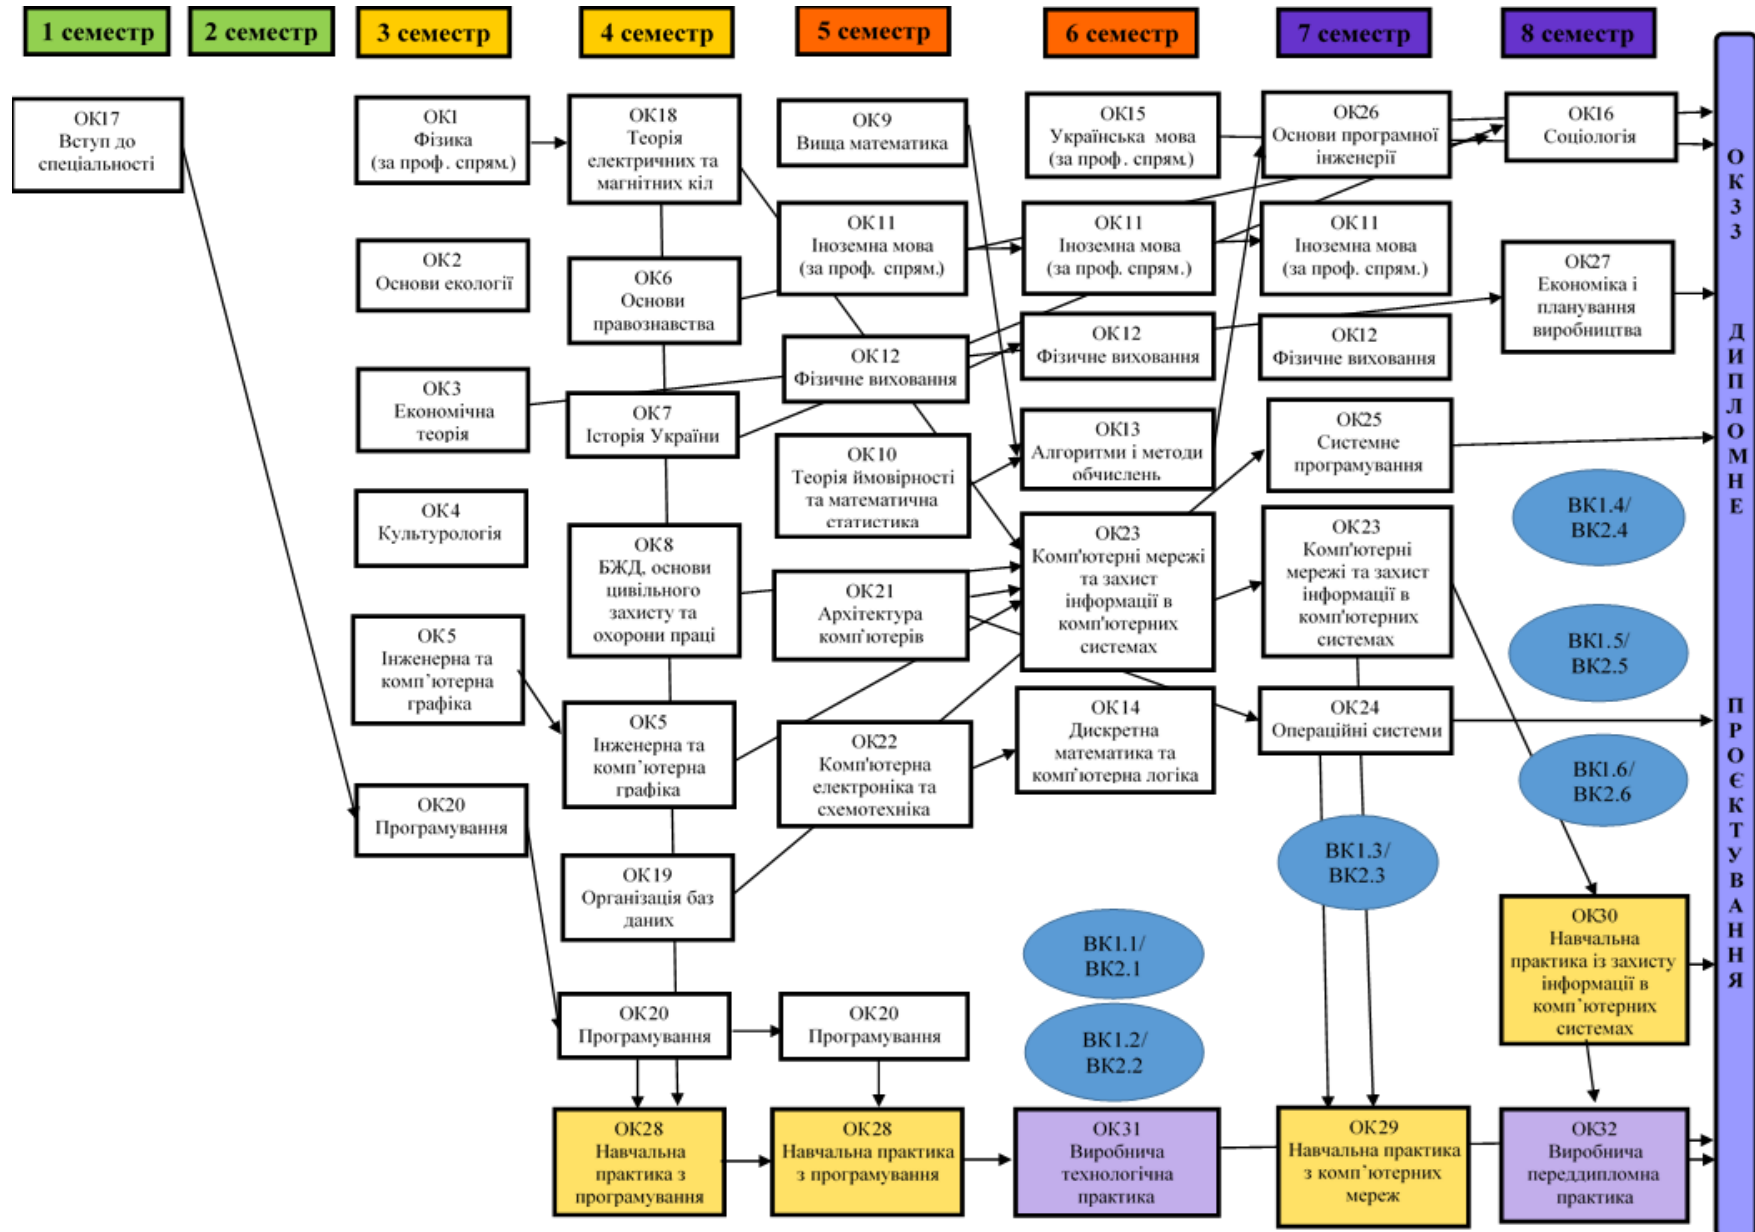 1 семестр
2 семестр
3 семестр
4 семестр
5 семестр
6 семестр
7 семестр
8 семестр
ОК17
Вступ до
спеціальності
ОК1
Фізика
(за проф. спрям.)
ОК2
Основи екології
ОК3
Економічна
теорія
ОК4
Культурологія
ОК5
Інженерна та
комп’ютерна
графіка
ОК20
Програмування
ОК18
Теорія
електричних та
магнітних кіл
ОК6
Основи
правознавства
ОК7
Історія України
ОК8
БЖД, основи
цивільного
захисту та
охорони праці
ОК5
Інженерна та
комп’ютерна
графіка
ОК19
Організація баз
даних
ОК20
Програмування
ОК28
Навчальна
практика з
програмування
ОК9
Вища математика
ОК11
Іноземна мова
(за проф. спрям.)
ОК12
Фізичне виховання
ОК10
Теорія ймовірності
та математична
статистика
ОК21
Архітектура
комп’ютерів
ОК22
Комп'ютерна
електроніка та
схемотехніка
ОК20
Програмування
ОК28
Навчальна практика
з програмування
ОК15
Українська мова
(за проф. спрям.)
ОК11
Іноземна мова
(за проф. спрям.)
ОК12
Фізичне виховання
ОК13
Алгоритми і методи
обчислень
ОК23
Комп'ютерні мережі
та захист
інформації в
комп'ютерних
системах
ОК14
Дискретна
математика та
комп'ютерна логіка
ВК1.1/
ВК2.1
ВК1.2/
ВК2.2
ОК31
Виробнича
технологічна
практика
ОК26
Основи програмної
інженерії
ОК11
Іноземна мова
(за проф. спрям.)
ОК12
Фізичне виховання
ОК25
Системне
програмування
ОК23
Комп'ютерні
мережі та захист
інформації в
комп'ютерних
системах
ОК24
Операційні системи
ВК1.3/
ВК2.3
ОК29
Навчальна практика
з комп’ютерних
мереж
ОК16
Соціологія
ОК27
Економіка і
планування
виробництва
ВК1.4/
ВК2.4
ВК1.5/
ВК2.5
ВК1.6/
ВК2.6
ОК30
Навчальна
практика із захисту
інформації в
комп’ютерних
системах
ОК32
Виробнича
переддипломна
практика
ОК33 ДИПЛОМНЕ ПРОЄКТУВАННЯ